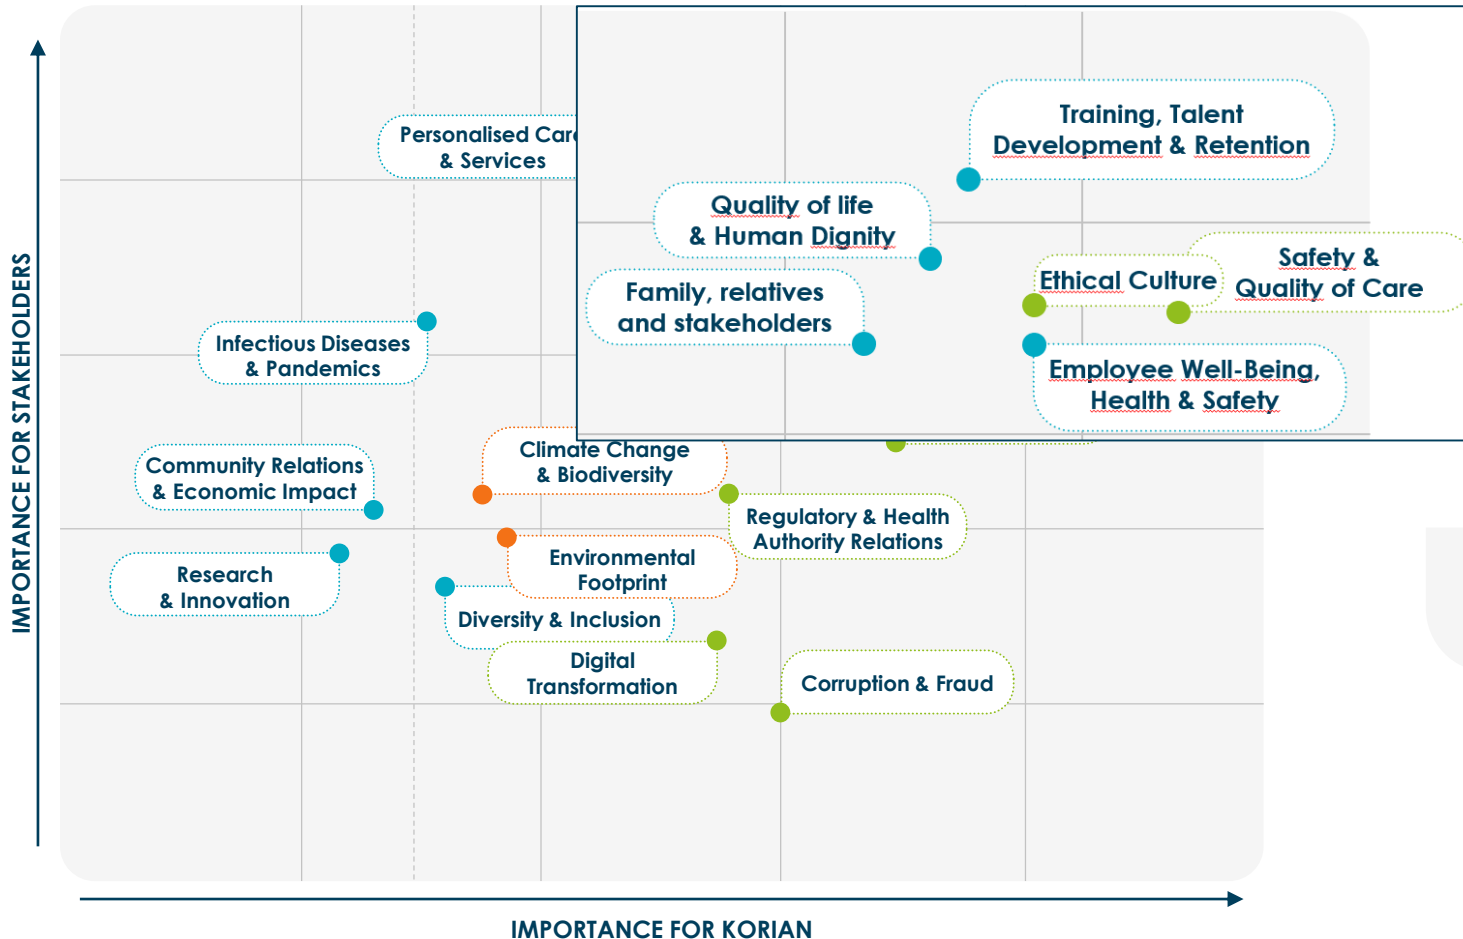 IMPORTANCE FOR STAKEHOLDERS
Personalised Care
& Services
Training, Talent
Development & Retention
Quality of life
& Human Dignity
Family, relatives
and stakeholders
Ethical Culture
Safety &
Quality of Care
Employee Well-Being,
Health & Safety
Infectious Diseases
& Pandemics
Climate Change
& Biodiversity
Community Relations
& Economic Impact
Regulatory & Health
Authority Relations
Environmental
Footprint
Research
& Innovation
Diversity & Inclusion
Digital
Transformation
Corruption & Fraud
IMPORTANCE FOR KORIAN